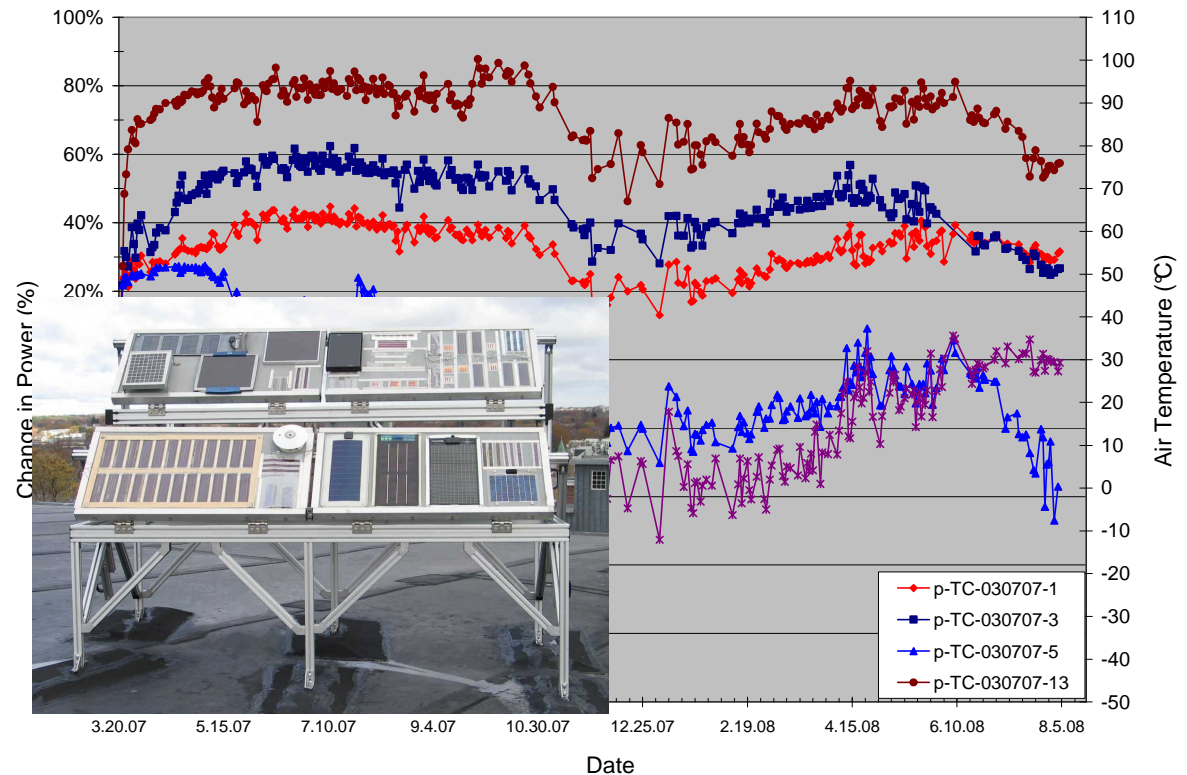 100%
80%
60%
40%
20%
Change in Power (%)
110
100
90
80
70
60
50
40
30
20
10
0
-10
-20
-30
-40
-50
Air Temperature (℃)
p-TC-030707-1
p-TC-030707-3
p-TC-030707-5
p-TC-030707-13
3.20.07 5.15.07 7.10.07 9.4.07 10.30.07 12.25.07 2.19.08 4.15.08 6.10.08 8.5.08
Date